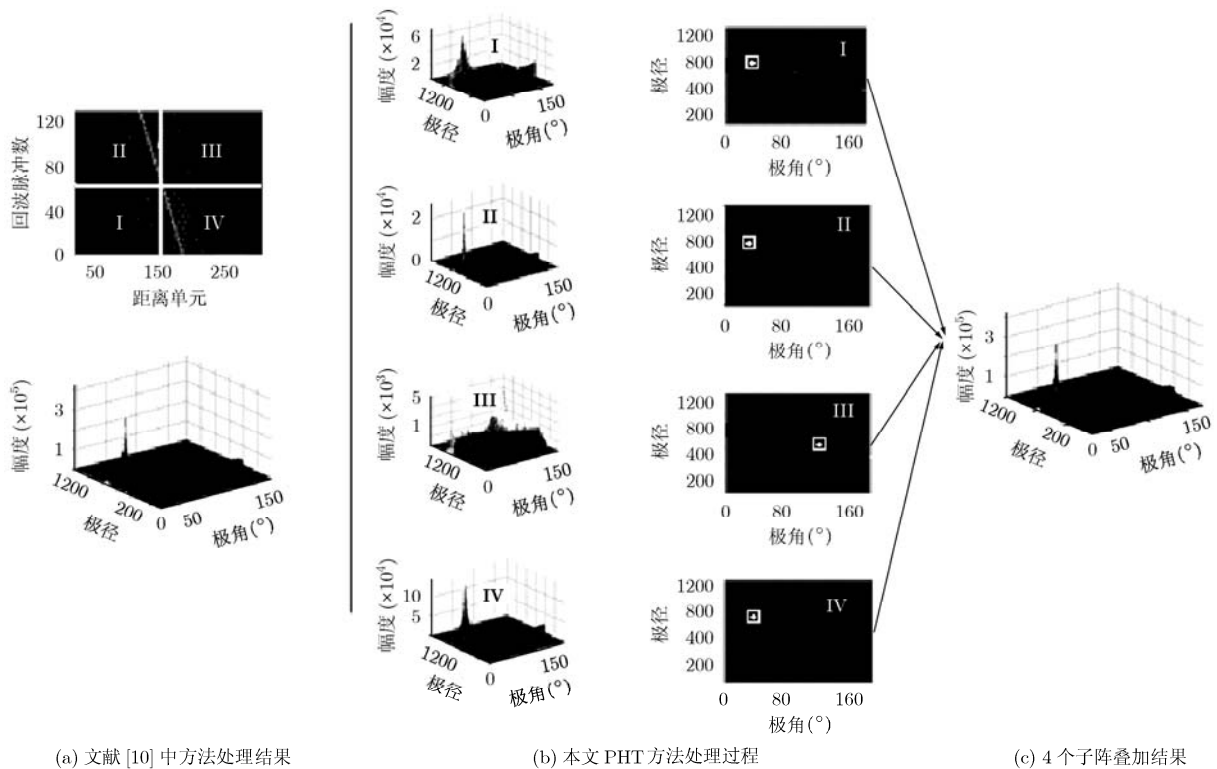 120
80
40
0
回波脉冲数
II
III
I
IV
50
150
250
距离单元
幅度 (×10⁵)
3
1
1200
200
0
50
150
极径
极角(°)
幅度 (×10⁴)
6
2
I
1200
0
150
极径
极角(°)
幅度 (×10⁴)
2
0
II
1200
0
150
极径
极角(°)
幅度 (×10³)
5
1
III
1200
0
150
极径
极角(°)
幅度 (×10⁴)
10
5
IV
1200
0
150
极径
极角(°)
极径
1200
800
400
200
I
0
80
160
极角(°)
极径
1200
800
400
200
II
0
80
160
极角(°)
极径
1200
800
400
200
III
0
80
160
极角(°)
极径
1200
800
400
200
IV
0
80
160
极角(°)
幅度 (×10⁵)
3
1
1200
200
0
50
150
极径
极角(°)
(a) 文献 [10] 中方法处理结果
(b) 本文 PHT 方法处理过程
(c) 4 个子阵叠加结果